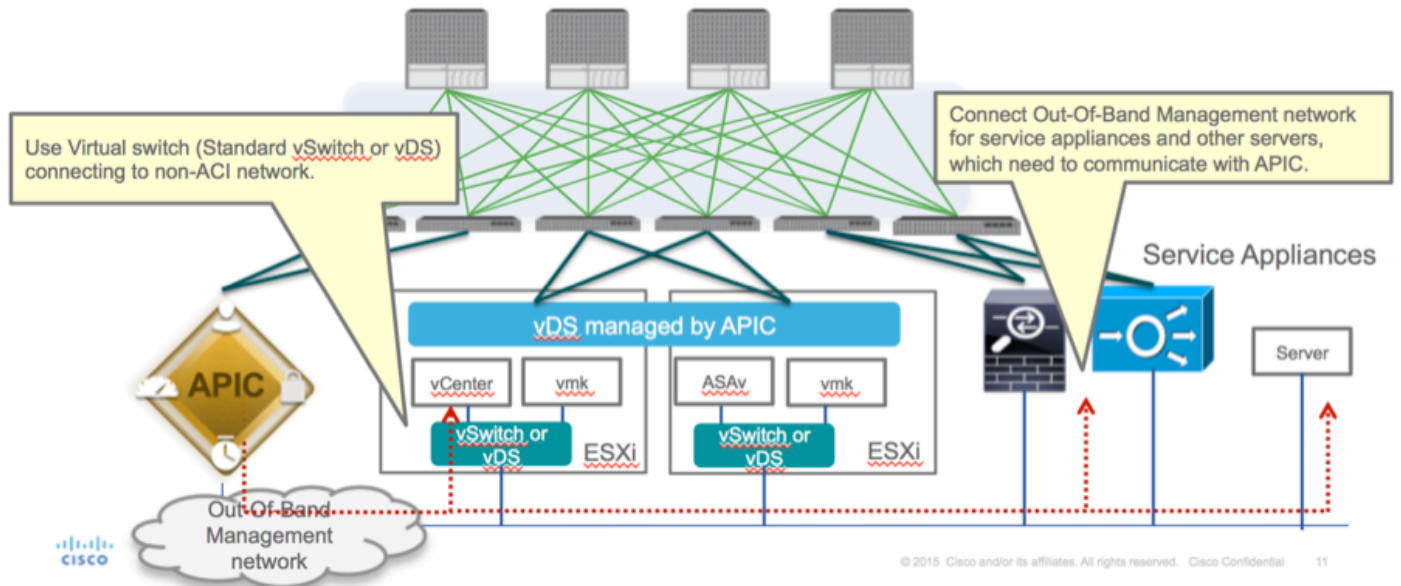 Use Virtual switch (Standard vSwitch or vDS)
connecting to non-ACI network.
Connect Out-Of-Band Management network
for service appliances and other servers,
which need to communicate with APIC.
Service Appliances
vDS managed by APIC
APIC
vCenter
vmk
ASAv
vmk
Server
vSwitch or
vDS
ESXi
vSwitch or
vDS
ESXi
Out-Of-Band
Management
network
CISCO
© 2015 Cisco and/or its affiliates. All rights reserved. Cisco Confidential 11